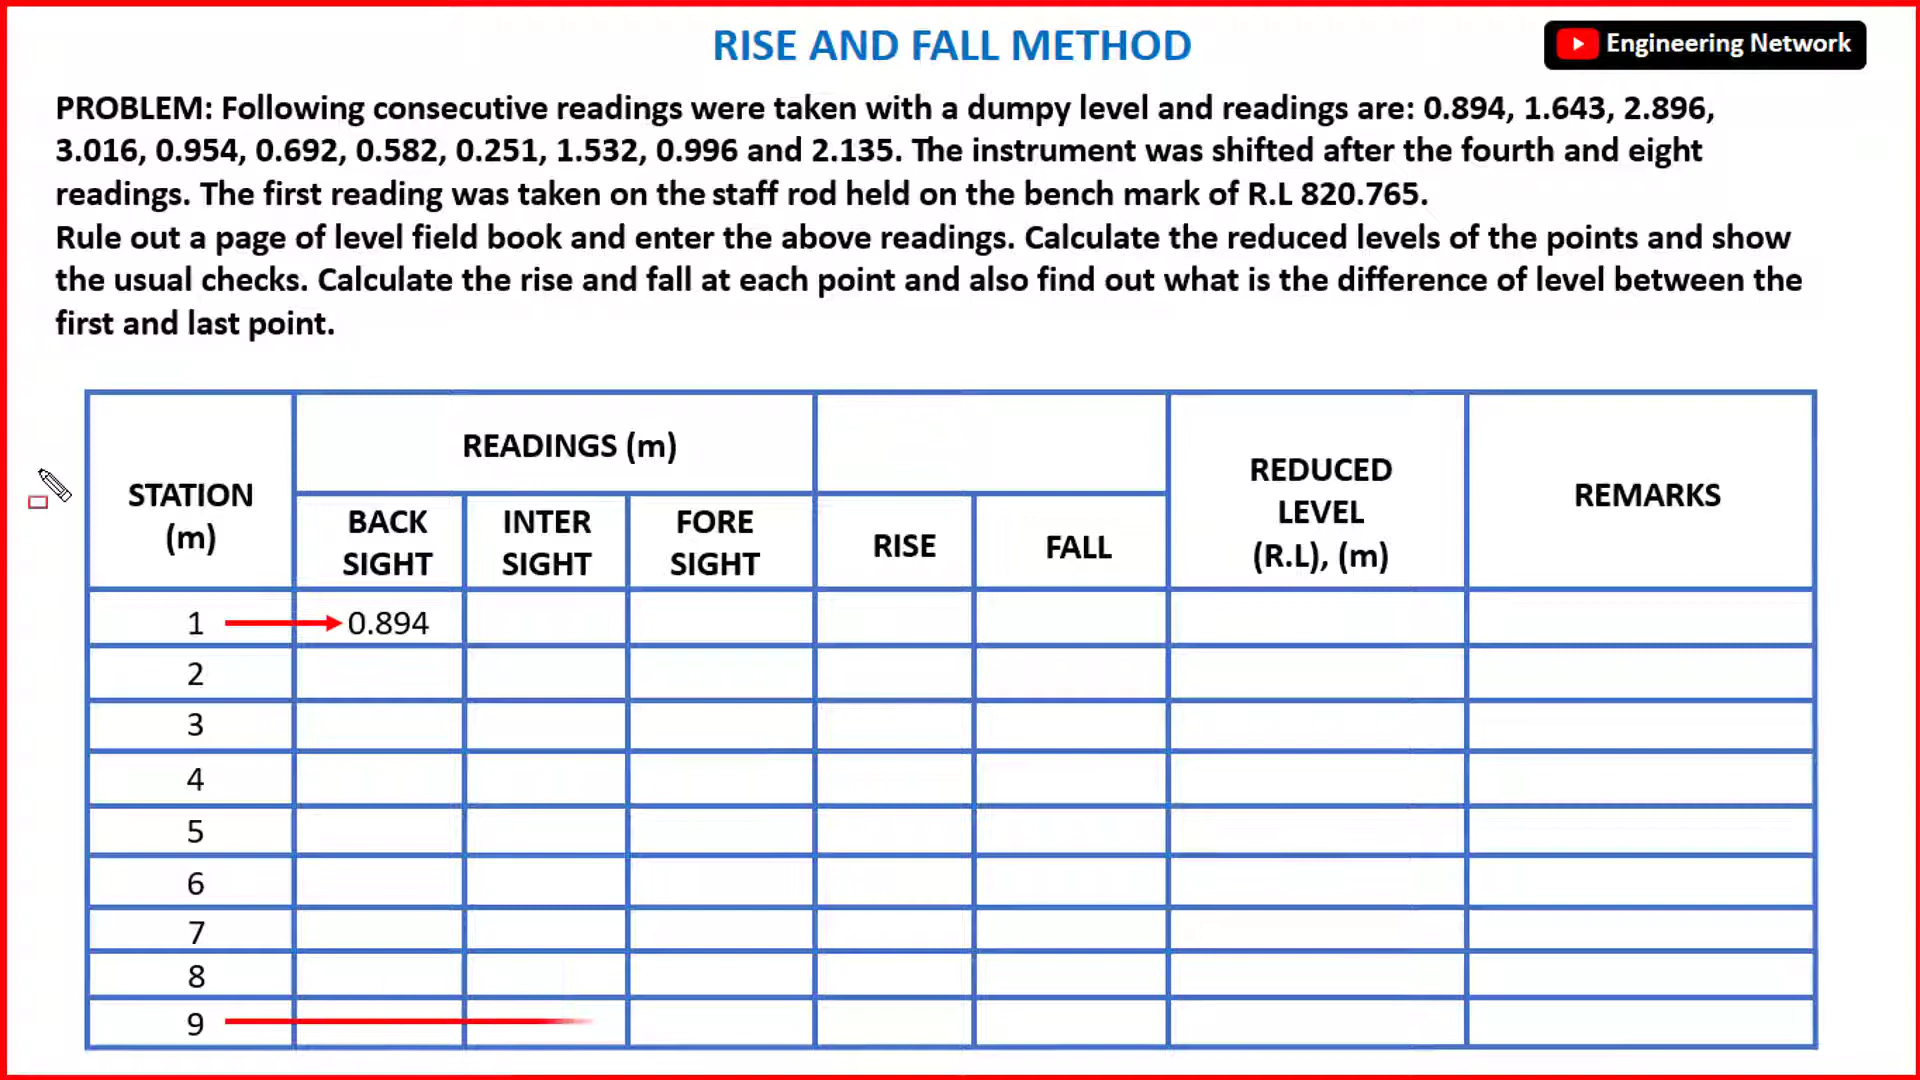 RISE AND FALL METHOD
Engineering Network
PROBLEM: Following consecutive readings were taken with a dumpy level and readings are: 0.894, 1.643, 2.896,
3.016, 0.954, 0.692, 0.582, 0.251, 1.532, 0.996 and 2.135. The instrument was shifted after the fourth and eight
readings. The first reading was taken on the staff rod held on the bench mark of R.L 820.765.
Rule out a page of level field book and enter the above readings. Calculate the reduced levels of the points and show
the usual checks. Calculate the rise and fall at each point and also find out what is the difference of level between the
first and last point.
STATION
(m)
READINGS (m)
BACK
SIGHT
INTER
SIGHT
FORE
SIGHT
RISE
FALL
REDUCED
LEVEL
(R.L), (m)
REMARKS
1 0.894
2
3
4
5
6
7
8
9